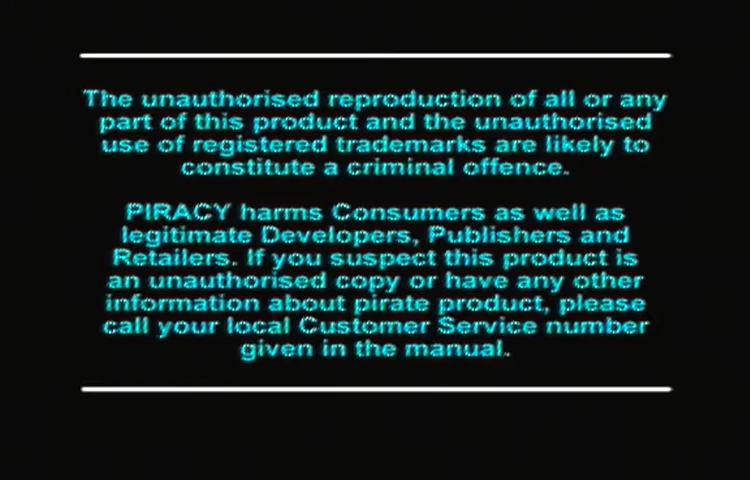 The unauthorised reproduction of all or any
part of this product and the unauthorised
use of registered trademarks are likely to
constitute a criminal offence.
PIRACY harms Consumers as well as
legitimate Developers, Publishers and
Retailers. If you suspect this product is
an unauthorised copy or have any other
information about pirate product, please
call your local Customer Service number
given in the manual.